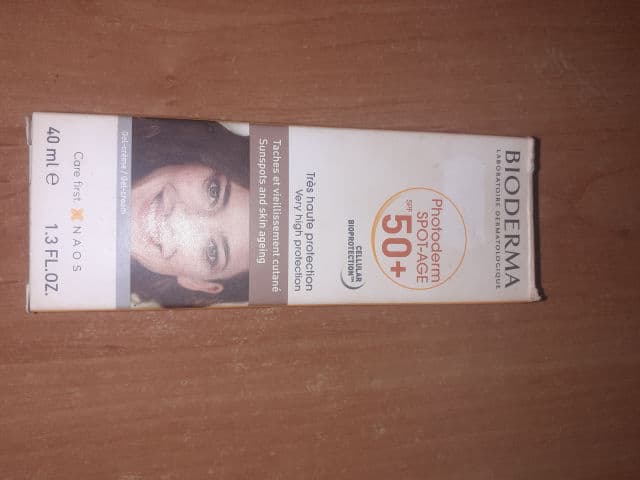 BIODERMA
LABORATOIRE DERMATOLOGIQUE
Photoderm
SPOT-AGE
SPF
50+
CELLULAR
BIOPROTECTION™
Très haute protection
Very high protection
Taches et vieillissement cutané
Sunspots and skin ageing
Gel-crème / Gel-cream
Care first. NAOS
40 ml e 1.3 FL.OZ.